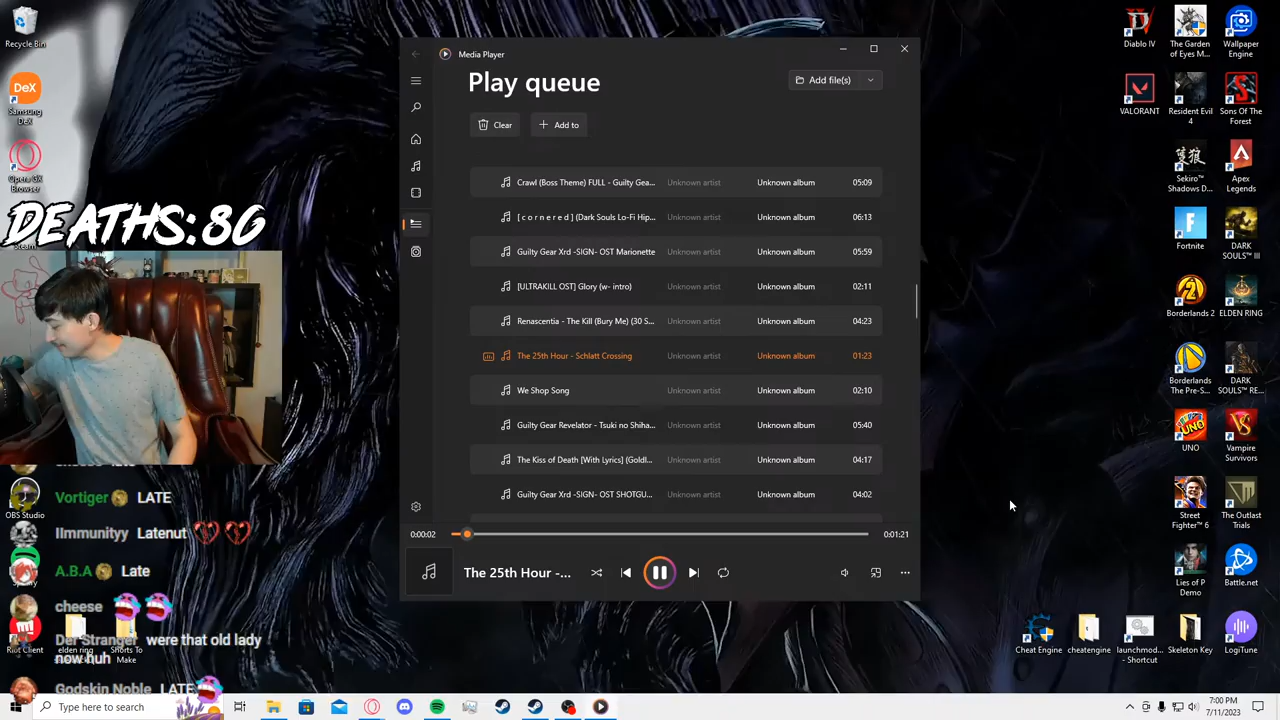 Recycle Bin
Samsung
DeX
Opera GX
Browser
DEATHS:86
OBS Studio
Vortiger LATE
IImmunityy Latenut
A.B.A Late
cheese
Der Stranger were that old lady
now huh
Godskin Noble LATE
Riot Client
elden ring
Shorts To
Make
Media Player
Play queue
Add file(s)
Clear
Add to
Crawl (Boss Theme) FULL - Guilty Gea... Unknown artist Unknown album 05:09
[ c o r n e r e d ] (Dark Souls Lo-Fi Hip... Unknown artist Unknown album 06:13
Guilty Gear Xrd -SIGN- OST Marionette Unknown artist Unknown album 05:59
[ULTRAKILL OST] Glory (w- intro) Unknown artist Unknown album 02:11
Renascentia - The Kill (Bury Me) (30 S... Unknown artist Unknown album 04:23
The 25th Hour - Schlatt Crossing Unknown artist Unknown album 01:23
We Shop Song Unknown artist Unknown album 02:10
Guilty Gear Revelator - Tsuki no Shiha... Unknown artist Unknown album 05:40
The Kiss of Death [With Lyrics] (Goldl... Unknown artist Unknown album 04:17
Guilty Gear Xrd -SIGN- OST SHOTGU... Unknown artist Unknown album 04:02
0:00:02
0:01:21
The 25th Hour -...
Diablo IV
The Garden
of Eyes M...
Wallpaper
Engine
VALORANT
Resident Evil
4
Sons Of The
Forest
Sekiro™
Shadows D...
Apex
Legends
Fortnite
DARK
SOULS™ III
Borderlands 2
ELDEN RING
Borderlands
The Pre-S...
DARK
SOULS™ RE...
UNO
Vampire
Survivors
Street
Fighter™ 6
The Outlast
Trials
Lies of P
Demo
Battle.net
Cheat Engine
cheatengine
launchmod...
- Shortcut
Skeleton Key
LogiTune
Type here to search
7:00 PM
7/11/2023